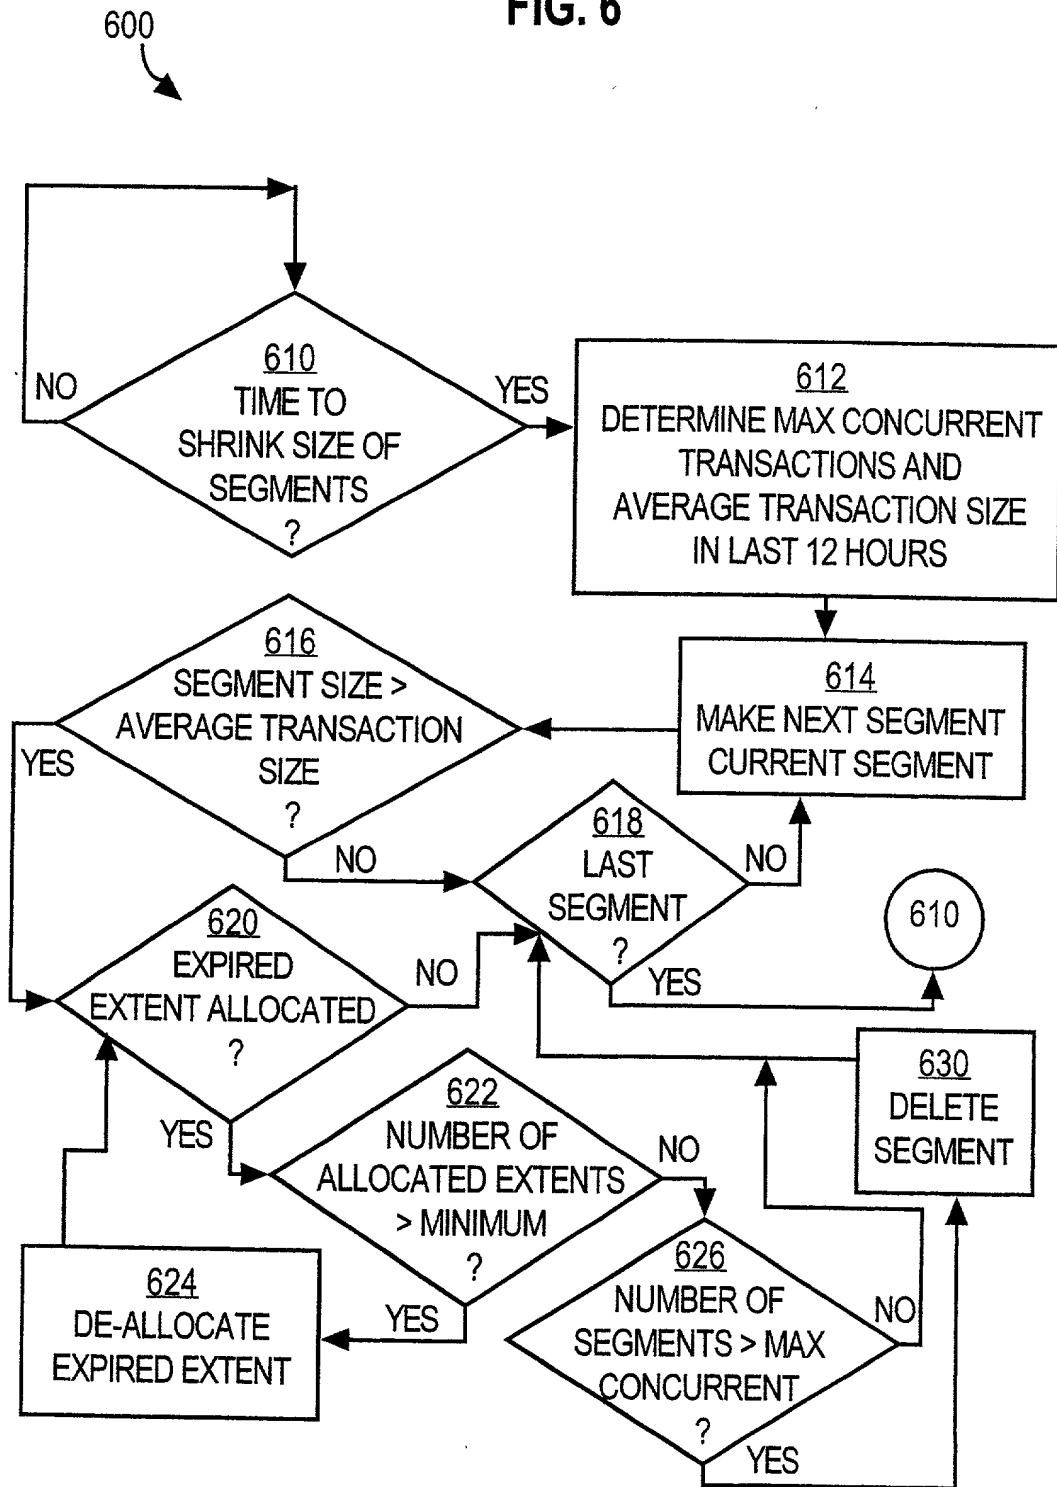 FIG. 6
600
610
TIME TO
SHRINK SIZE OF
SEGMENTS
?
NO
YES
612
DETERMINE MAX CONCURRENT
TRANSACTIONS AND
AVERAGE TRANSACTION SIZE
IN LAST 12 HOURS
614
MAKE NEXT SEGMENT
CURRENT SEGMENT
616
SEGMENT SIZE >
AVERAGE TRANSACTION
SIZE
?
YES
NO
618
LAST
SEGMENT
?
NO
YES
610
620
EXPIRED
EXTENT ALLOCATED
?
NO
YES
622
NUMBER OF
ALLOCATED EXTENTS
> MINIMUM
?
NO
YES
624
DE-ALLOCATE
EXPIRED EXTENT
626
NUMBER OF
SEGMENTS > MAX
CONCURRENT
?
NO
YES
630
DELETE
SEGMENT